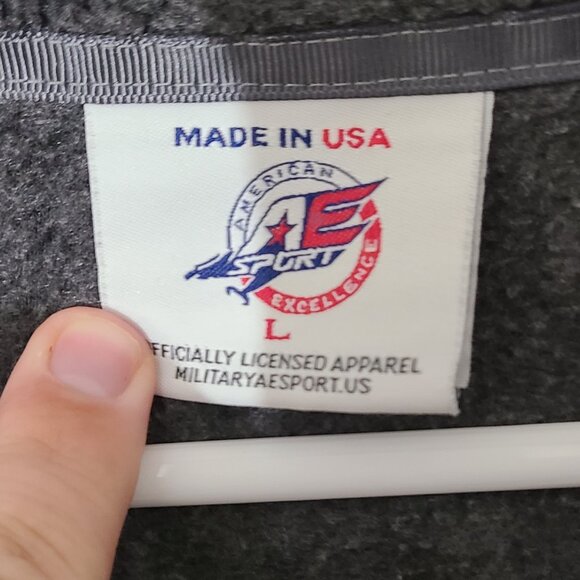 MADE IN USA
AMERICAN
AE
SPORT
EXCELLENCE
L
FFICIALLY LICENSED APPAREL
MILITARYAESPORT.US